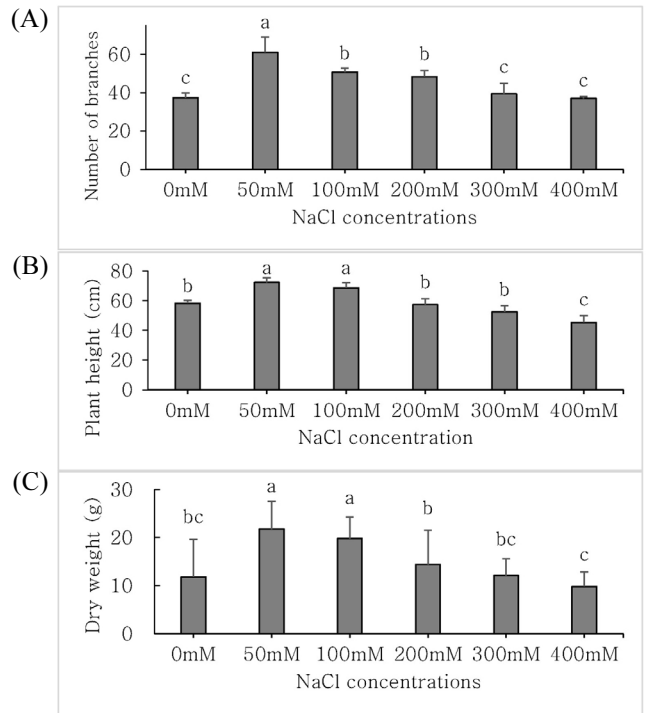 (A)
Number of branches
60
40
20
0
c
a
b
b
c
c
0mM 50mM 100mM 200mM 300mM 400mM
NaCl concentrations
(B)
Plant height (cm)
80
60
40
20
0
b
a
a
b
b
c
0mM 50mM 100mM 200mM 300mM 400mM
NaCl concentration
(C)
Dry weight (g)
30
20
10
0
bc
a
a
b
bc
c
0mM 50mM 100mM 200mM 300mM 400mM
NaCl concentrations